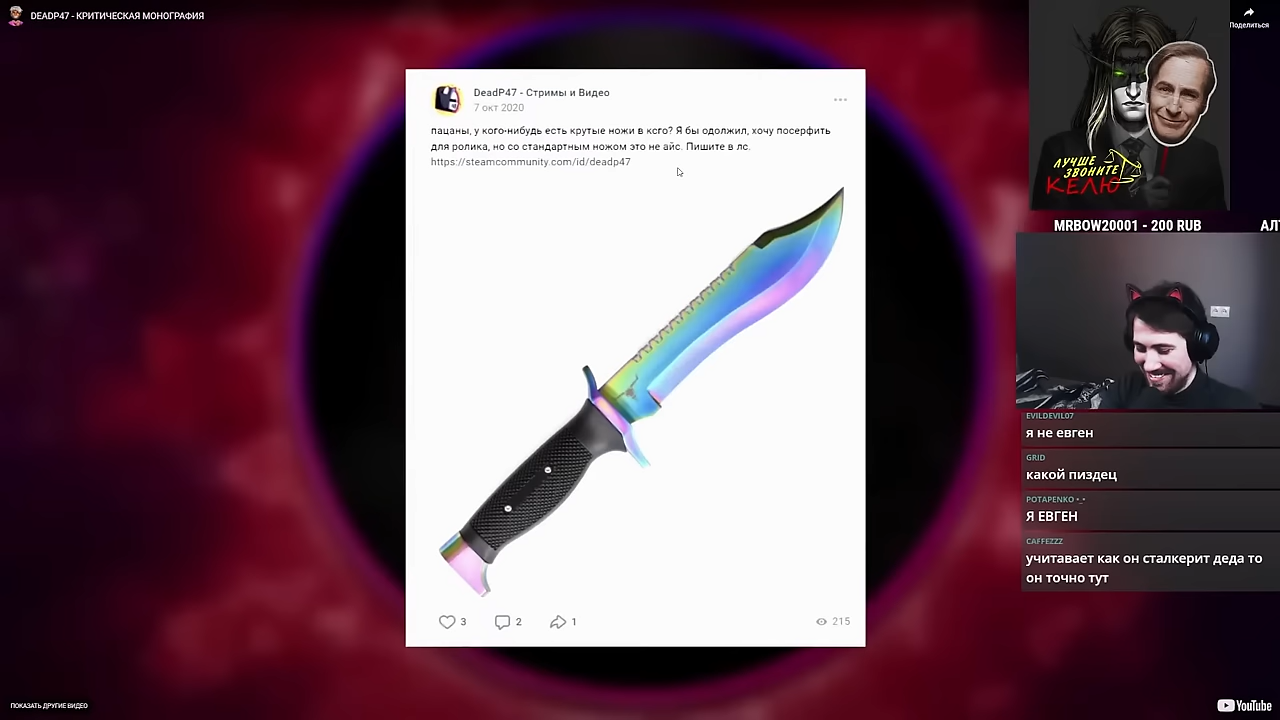 DEADP47 - КРИТИЧЕСКАЯ МОНОГРАФИЯ
Поделиться
DeadP47 - Стримы и Видео
7 окт 2020
пацаны, у кого-нибудь есть крутые ножи в ксго? Я бы одолжил, хочу посерфить
для ролика, но со стандартным ножом это не айс. Пишите в лс.
https://steamcommunity.com/id/deadp47
3
2
1
215
ЛУЧШЕ
ЗВОНИТЕ
КЕЛЮ
MRBOW20001 - 200 RUB
АЛ
EVILDEVIL07
я не евген
GRID
какой пиздец
POTAPENKO •_•
Я ЕВГЕН
CAFFEZZZ
учитавает как он сталкерит деда то
он точно тут
ПОКАЗАТЬ ДРУГИЕ ВИДЕО
YouTube